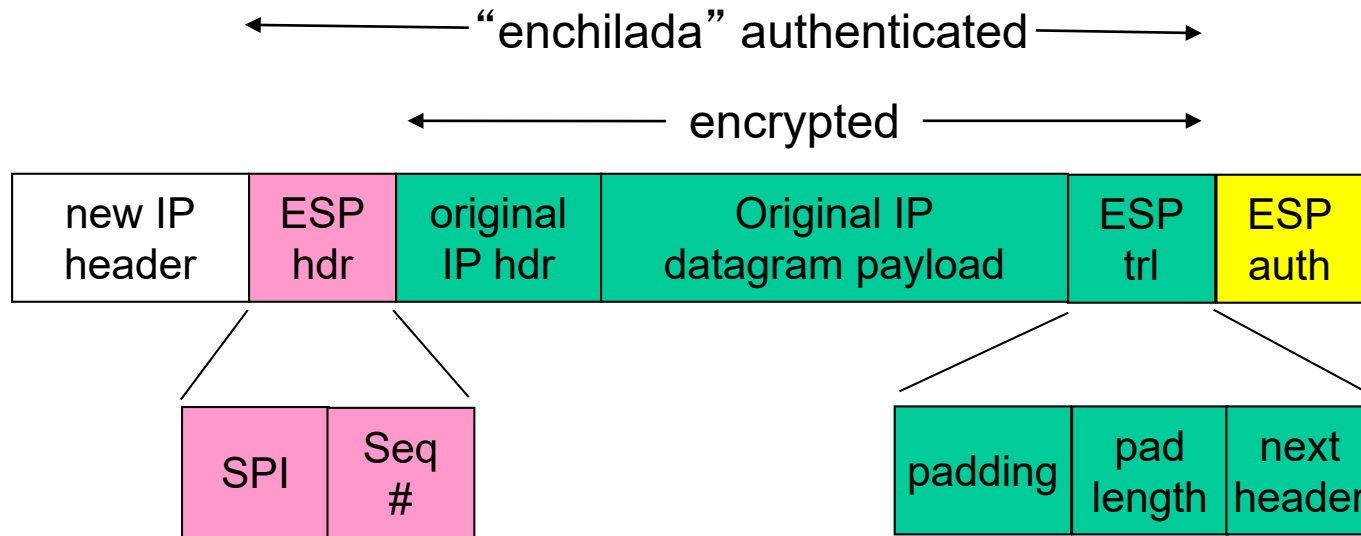 “enchilada” authenticated
encrypted
new IP
header
ESP
hdr
original
IP hdr
Original IP
datagram payload
ESP
trl
ESP
auth
SPI
Seq
#
padding
pad
length
next
header